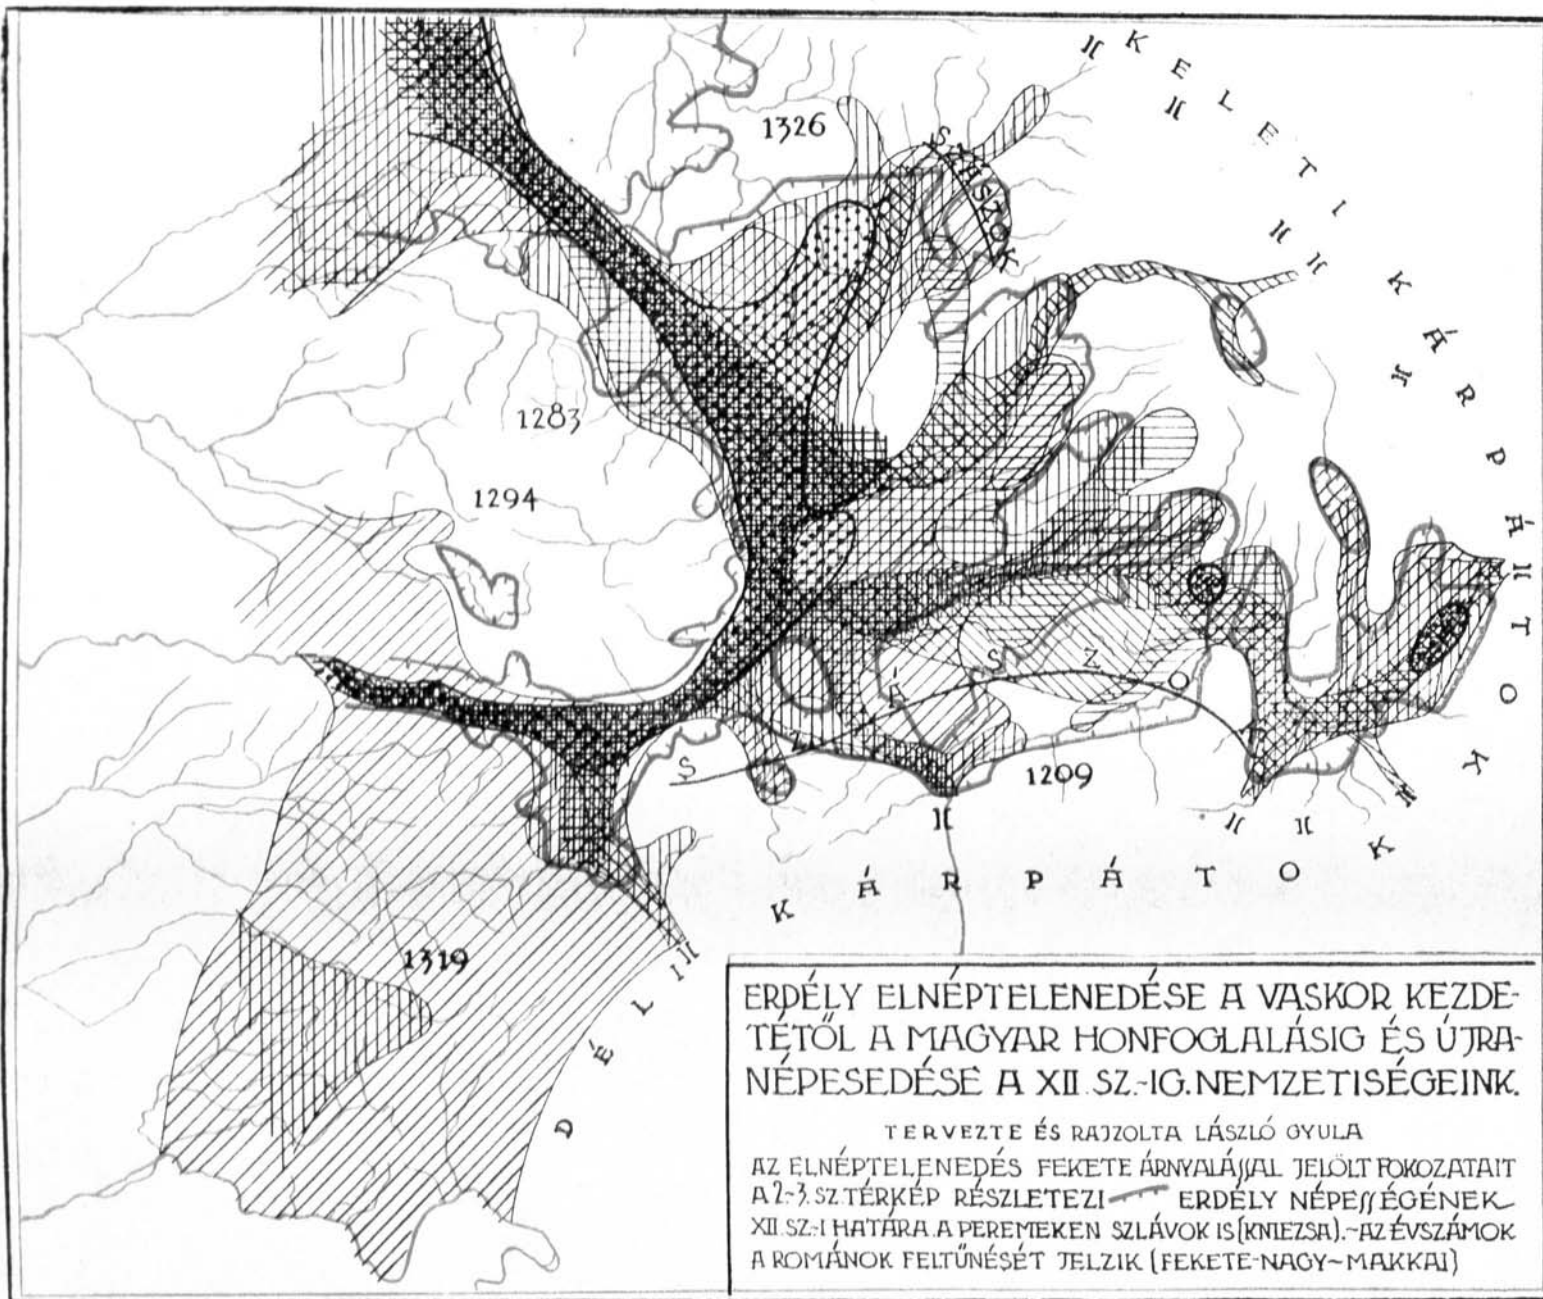 KELETI KÁRPÁTOK
1326
SZÁSZOK
1283
1294
SZÁSZOK
1209
DÉLI KÁRPÁTOK
1319
ERDÉLY ELNÉPTELENEDÉSE A VASKOR KEZDE-
TÉTŐL A MAGYAR HONFOGLALÁSIG ÉS ÚJRA-
NÉPESEDÉSE A XII. SZ.-IG. NEMZETISÉGEINK.
TERVEZTE ÉS RAJZOLTA LÁSZLÓ GYULA
AZ ELNÉPTELENEDÉS FEKETE ÁRNYALÁSSAL JELÖLT FOKOZATAIT
A 2-3. SZ. TÉRKÉP RÉSZLETEZI ERDÉLY NÉPESSÉGÉNEK
XII. SZ-I HATÁRA. A PEREMEKEN SZLÁVOK IS (KNIEZSA).~AZ ÉVSZÁMOK
A ROMÁNOK FELTŰNÉSÉT JELZIK (FEKETE-NAGY~MAKKAI)